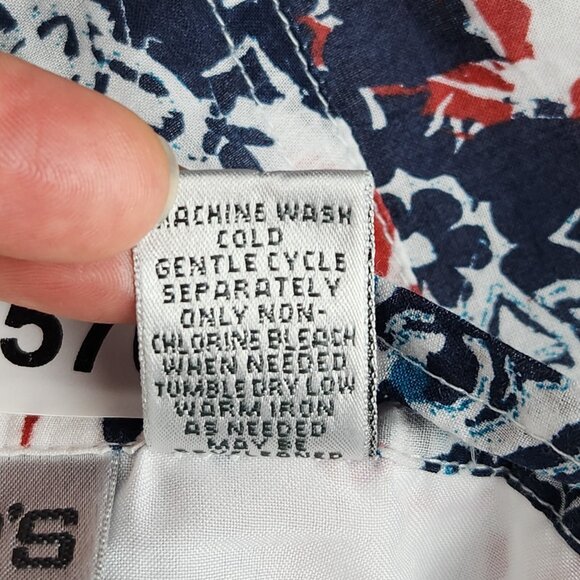 MACHINE WASH
COLD
GENTLE CYCLE
SEPARATELY
ONLY NON-
CHLORINE BLEACH
WHEN NEEDED
TUMBLE DRY LOW
WARM IRON
AS NEEDED
MAY BE
57
'S